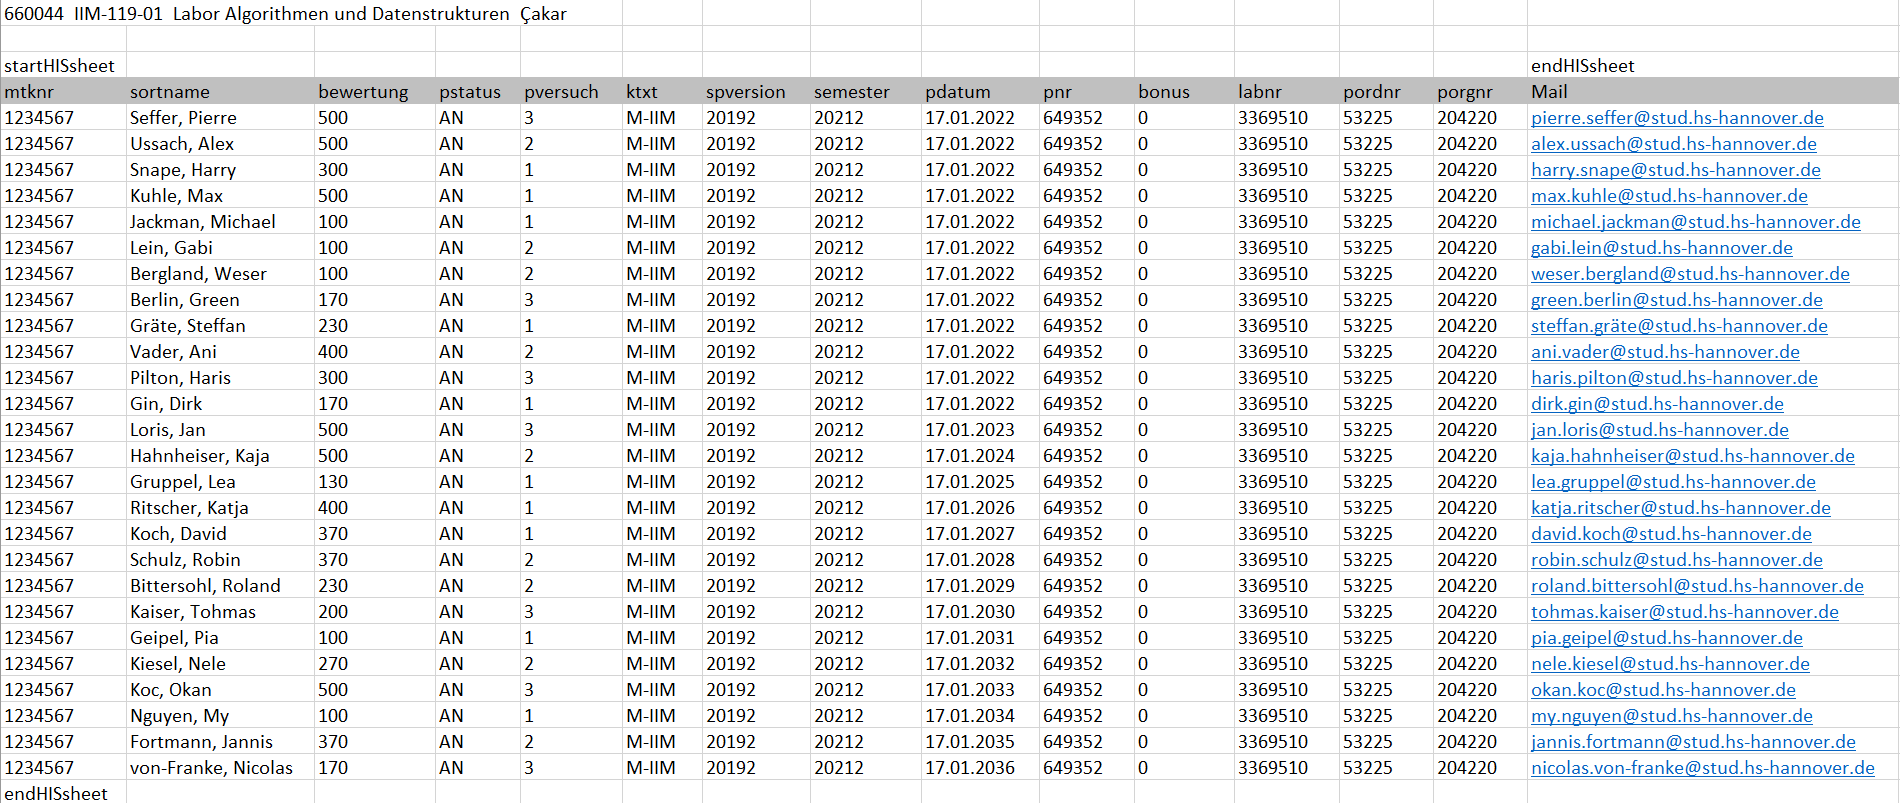 660044 IIM-119-01 Labor Algorithmen und Datenstrukturen Çakar
startHISsheet endHISsheet
mtknr sortname bewertung pstatus pversuch ktxt spversion semester pdatum pnr bonus labnr pordnr porgnr Mail
1234567 Seffer, Pierre 500 AN 3 M-IIM 20192 20212 17.01.2022 649352 0 3369510 53225 204220 pierre.seffer@stud.hs-hannover.de
1234567 Ussach, Alex 500 AN 2 M-IIM 20192 20212 17.01.2022 649352 0 3369510 53225 204220 alex.ussach@stud.hs-hannover.de
1234567 Snape, Harry 300 AN 1 M-IIM 20192 20212 17.01.2022 649352 0 3369510 53225 204220 harry.snape@stud.hs-hannover.de
1234567 Kuhle, Max 500 AN 1 M-IIM 20192 20212 17.01.2022 649352 0 3369510 53225 204220 max.kuhle@stud.hs-hannover.de
1234567 Jackman, Michael 100 AN 1 M-IIM 20192 20212 17.01.2022 649352 0 3369510 53225 204220 michael.jackman@stud.hs-hannover.de
1234567 Lein, Gabi 100 AN 2 M-IIM 20192 20212 17.01.2022 649352 0 3369510 53225 204220 gabi.lein@stud.hs-hannover.de
1234567 Bergland, Weser 100 AN 2 M-IIM 20192 20212 17.01.2022 649352 0 3369510 53225 204220 weser.bergland@stud.hs-hannover.de
1234567 Berlin, Green 170 AN 3 M-IIM 20192 20212 17.01.2022 649352 0 3369510 53225 204220 green.berlin@stud.hs-hannover.de
1234567 Gräte, Steffan 230 AN 1 M-IIM 20192 20212 17.01.2022 649352 0 3369510 53225 204220 steffan.gräte@stud.hs-hannover.de
1234567 Vader, Ani 400 AN 2 M-IIM 20192 20212 17.01.2022 649352 0 3369510 53225 204220 ani.vader@stud.hs-hannover.de
1234567 Pilton, Haris 300 AN 3 M-IIM 20192 20212 17.01.2022 649352 0 3369510 53225 204220 haris.pilton@stud.hs-hannover.de
1234567 Gin, Dirk 170 AN 1 M-IIM 20192 20212 17.01.2022 649352 0 3369510 53225 204220 dirk.gin@stud.hs-hannover.de
1234567 Loris, Jan 500 AN 3 M-IIM 20192 20212 17.01.2023 649352 0 3369510 53225 204220 jan.loris@stud.hs-hannover.de
1234567 Hahnheiser, Kaja 500 AN 2 M-IIM 20192 20212 17.01.2024 649352 0 3369510 53225 204220 kaja.hahnheiser@stud.hs-hannover.de
1234567 Gruppel, Lea 130 AN 1 M-IIM 20192 20212 17.01.2025 649352 0 3369510 53225 204220 lea.gruppel@stud.hs-hannover.de
1234567 Ritscher, Katja 400 AN 1 M-IIM 20192 20212 17.01.2026 649352 0 3369510 53225 204220 katja.ritscher@stud.hs-hannover.de
1234567 Koch, David 370 AN 1 M-IIM 20192 20212 17.01.2027 649352 0 3369510 53225 204220 david.koch@stud.hs-hannover.de
1234567 Schulz, Robin 370 AN 2 M-IIM 20192 20212 17.01.2028 649352 0 3369510 53225 204220 robin.schulz@stud.hs-hannover.de
1234567 Bittersohl, Roland 230 AN 2 M-IIM 20192 20212 17.01.2029 649352 0 3369510 53225 204220 roland.bittersohl@stud.hs-hannover.de
1234567 Kaiser, Tohmas 200 AN 3 M-IIM 20192 20212 17.01.2030 649352 0 3369510 53225 204220 tohmas.kaiser@stud.hs-hannover.de
1234567 Geipel, Pia 100 AN 1 M-IIM 20192 20212 17.01.2031 649352 0 3369510 53225 204220 pia.geipel@stud.hs-hannover.de
1234567 Kiesel, Nele 270 AN 2 M-IIM 20192 20212 17.01.2032 649352 0 3369510 53225 204220 nele.kiesel@stud.hs-hannover.de
1234567 Koc, Okan 500 AN 3 M-IIM 20192 20212 17.01.2033 649352 0 3369510 53225 204220 okan.koc@stud.hs-hannover.de
1234567 Nguyen, My 100 AN 1 M-IIM 20192 20212 17.01.2034 649352 0 3369510 53225 204220 my.nguyen@stud.hs-hannover.de
1234567 Fortmann, Jannis 370 AN 2 M-IIM 20192 20212 17.01.2035 649352 0 3369510 53225 204220 jannis.fortmann@stud.hs-hannover.de
1234567 von-Franke, Nicolas 170 AN 3 M-IIM 20192 20212 17.01.2036 649352 0 3369510 53225 204220 nicolas.von-franke@stud.hs-hannover.de
endHISsheet